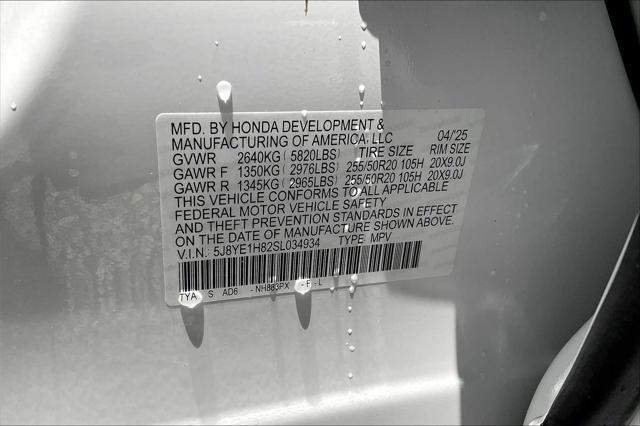 MFD. BY HONDA DEVELOPMENT &
MANUFACTURING OF AMERICA, LLC 04/25
GVWR 2640KG ( 5820LBS) TIRE SIZE RIM SIZE
GAWR F 1350KG ( 2976LBS) 255/50R20 105H 20X9.0J
GAWR R 1345KG ( 2965LBS) 255/50R20 105H 20X9.0J
THIS VEHICLE CONFORMS TO ALL APPLICABLE
FEDERAL MOTOR VEHICLE SAFETY
AND THEFT PREVENTION STANDARDS IN EFFECT
ON THE DATE OF MANUFACTURE SHOWN ABOVE.
V.I.N.: 5J8YE1H82SL034934 TYPE: MPV
TYA S AD6 - NH883PX - F - L